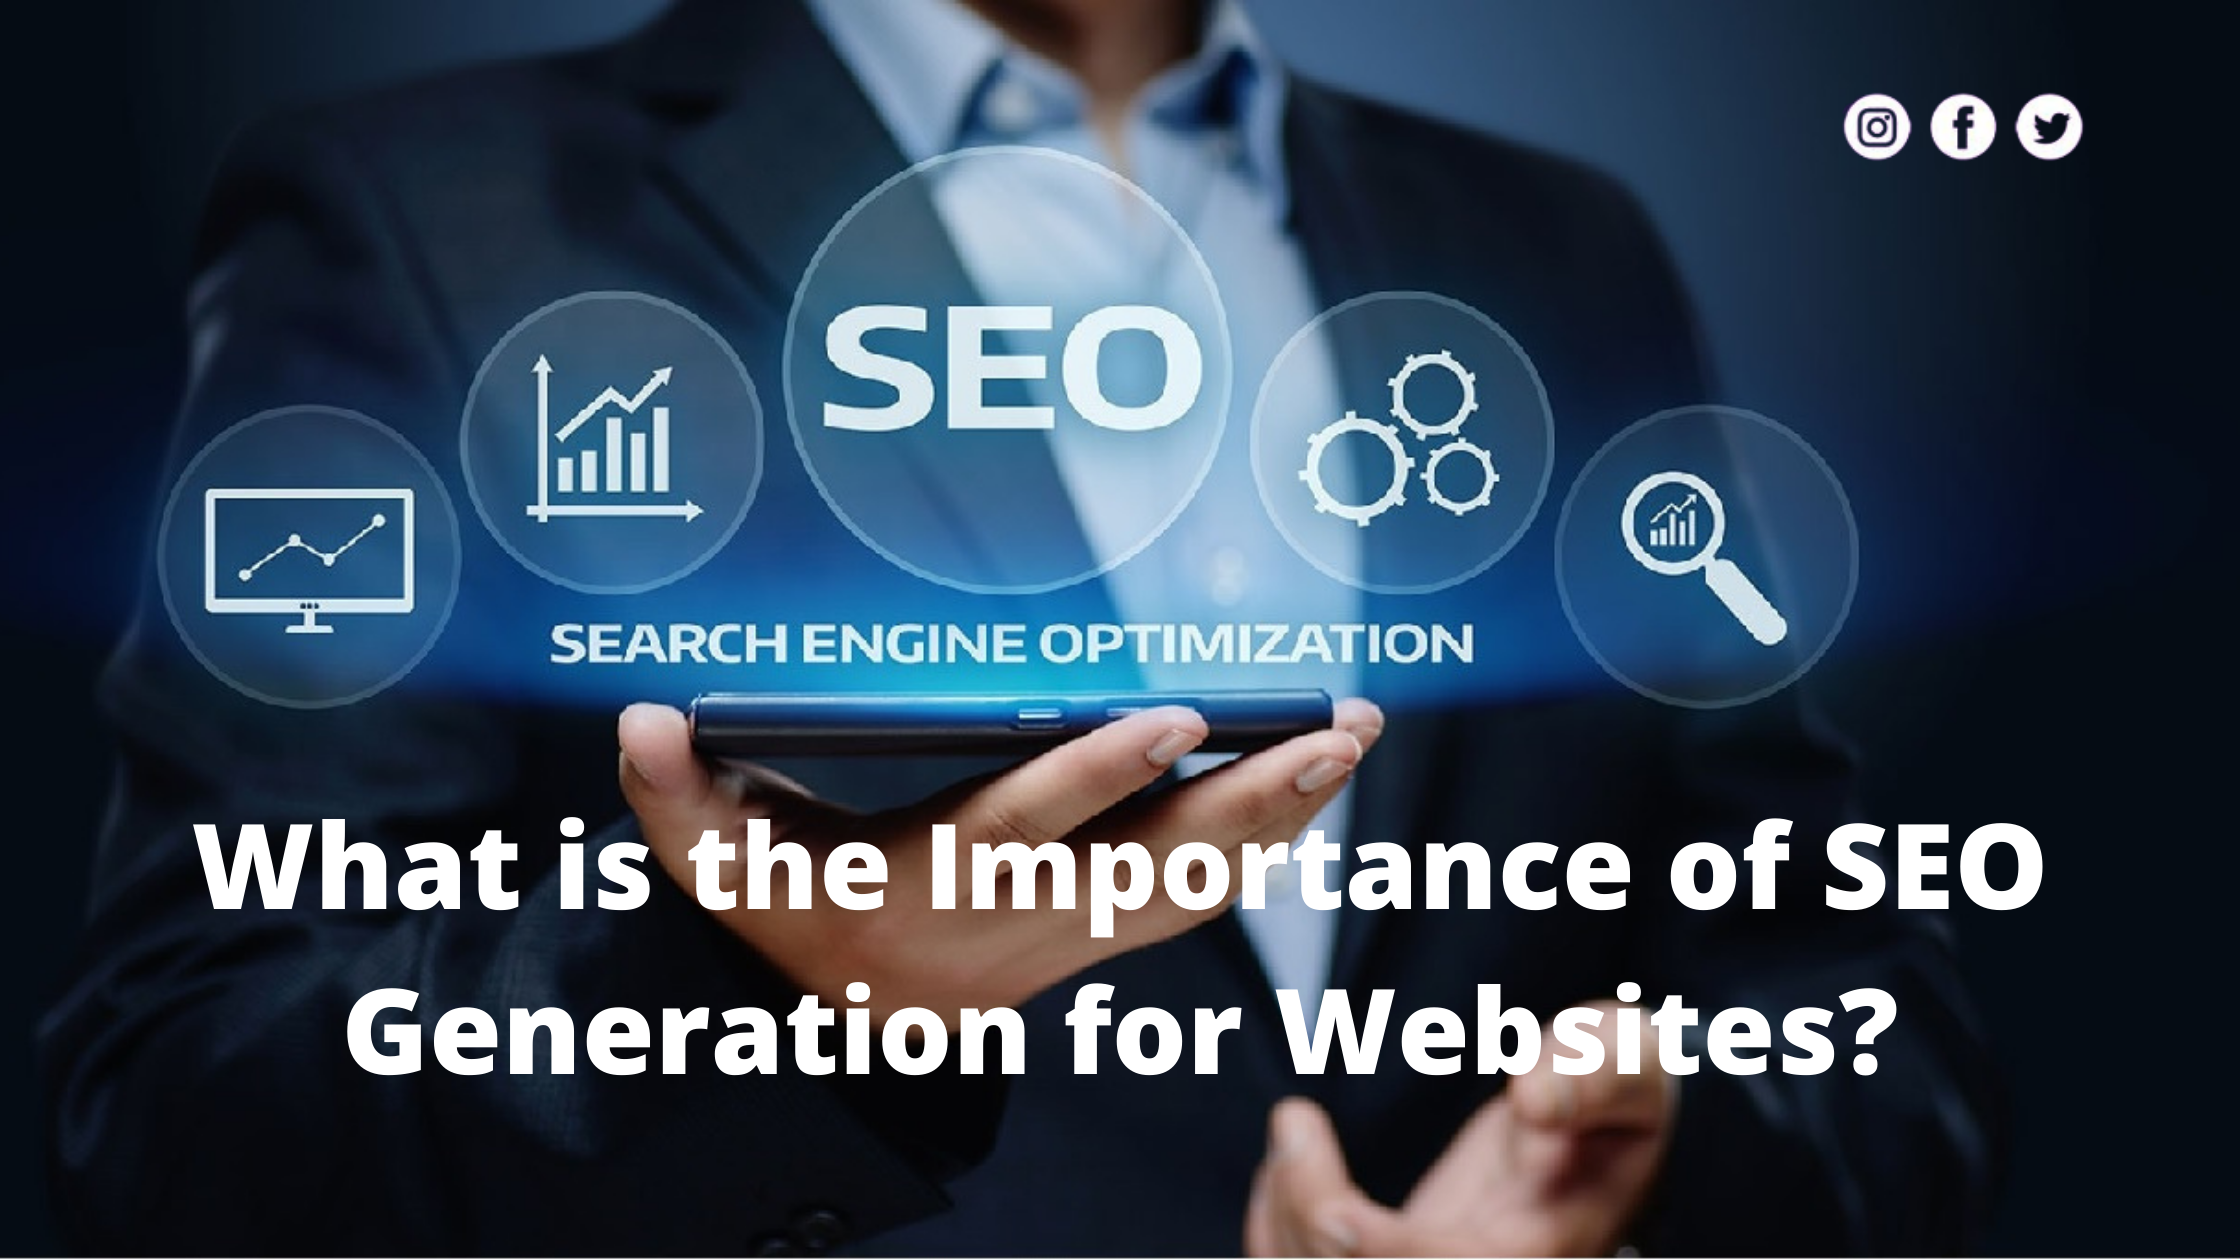 SEO
SEARCH ENGINE OPTIMIZATION
What is the Importance of SEO
Generation for Websites?